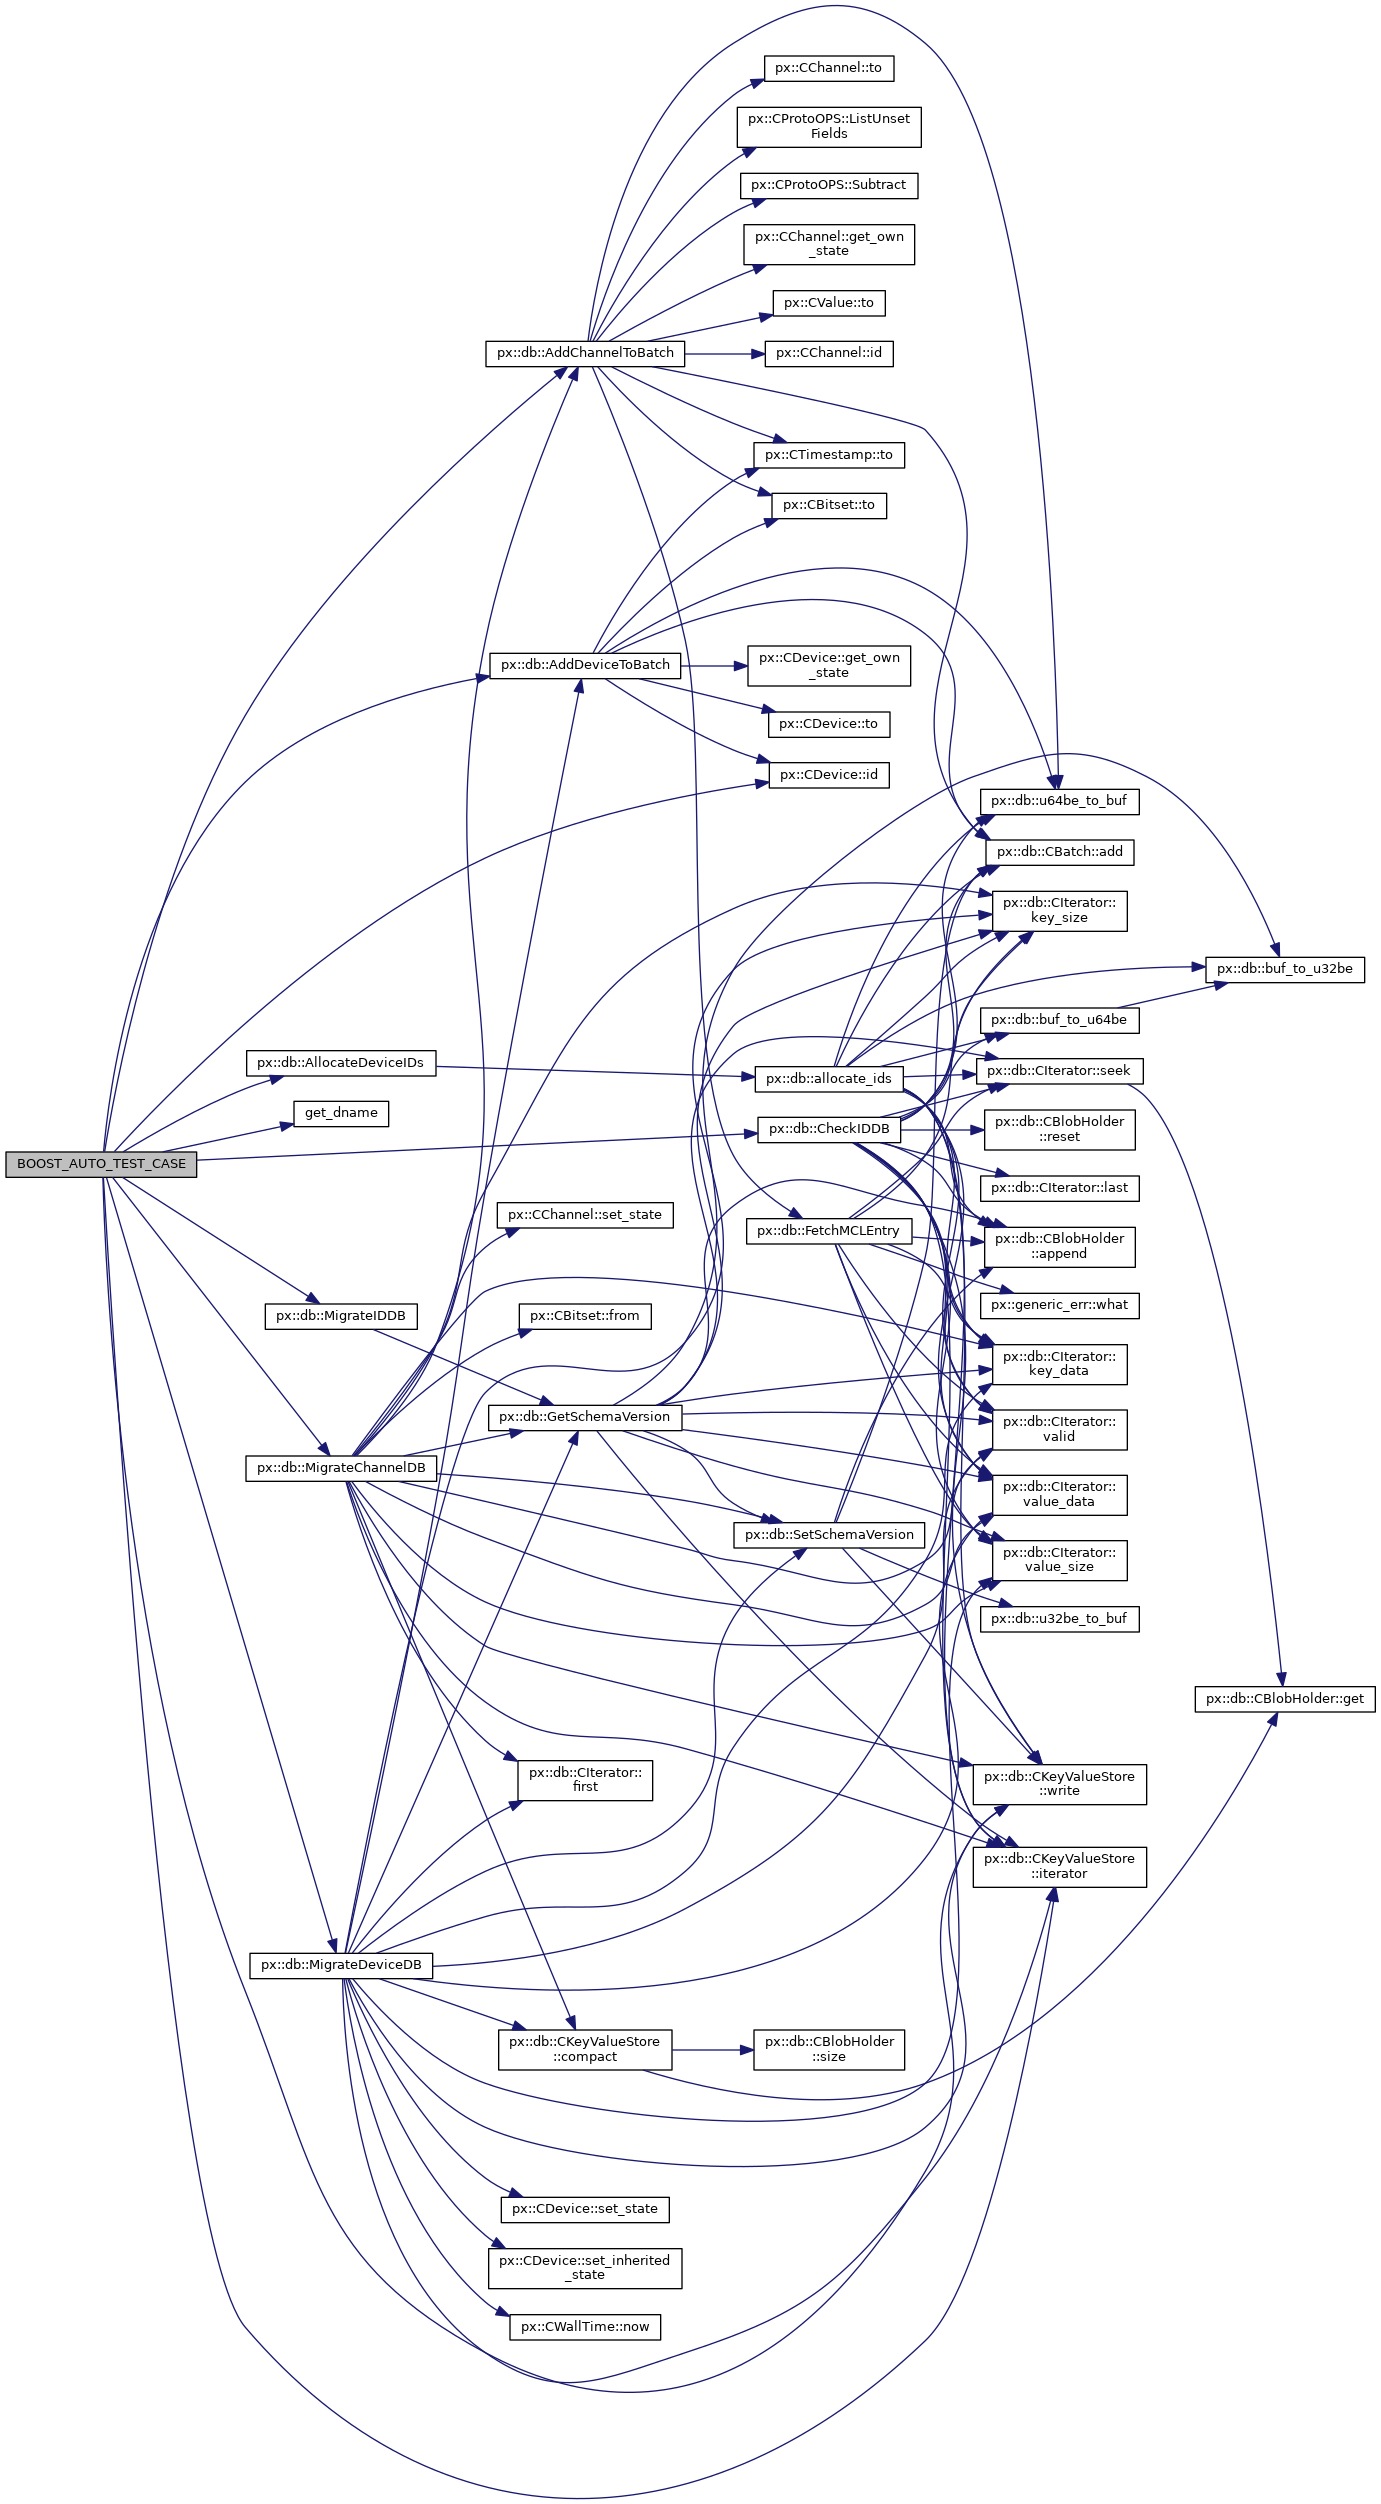 px::CChannel::to
px::CProtoOPS::ListUnset
Fields
px::CProtoOPS::Subtract
px::CChannel::get_own
_state
px::CValue::to
px::db::AddChannelToBatch
px::CChannel::id
px::CTimestamp::to
px::CBitset::to
px::db::AddDeviceToBatch
px::CDevice::get_own
_state
px::CDevice::to
px::CDevice::id
px::db::u64be_to_buf
px::db::CBatch::add
px::db::CIterator::
key_size
px::db::buf_to_u32be
px::db::buf_to_u64be
px::db::AllocateDeviceIDs
px::db::allocate_ids
px::db::CIterator::seek
get_dname
px::db::CheckIDDB
px::db::CBlobHolder
::reset
BOOST_AUTO_TEST_CASE
px::db::CIterator::last
px::CChannel::set_state
px::db::FetchMCLEntry
px::db::CBlobHolder
::append
px::db::MigrateIDDB
px::CBitset::from
px::generic_err::what
px::db::CIterator::
key_data
px::db::GetSchemaVersion
px::db::CIterator::
valid
px::db::MigrateChannelDB
px::db::CIterator::
value_data
px::db::SetSchemaVersion
px::db::CIterator::
value_size
px::db::u32be_to_buf
px::db::CBlobHolder::get
px::db::CIterator::
first
px::db::CKeyValueStore
::write
px::db::CKeyValueStore
::iterator
px::db::MigrateDeviceDB
px::db::CKeyValueStore
::compact
px::db::CBlobHolder
::size
px::CDevice::set_state
px::CDevice::set_inherited
_state
px::CWallTime::now